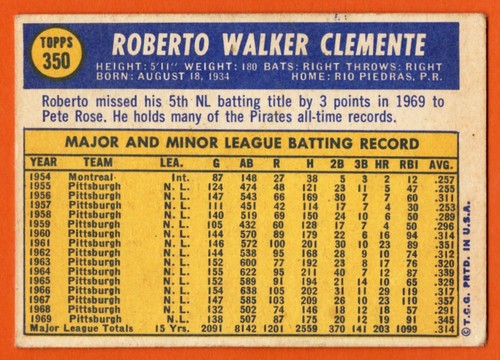 TOPPS
350
ROBERTO WALKER CLEMENTE
HEIGHT: 5'11" WEIGHT: 180 BATS: RIGHT THROWS: RIGHT
BORN: AUGUST 18, 1934 HOME: RIO PIEDRAS, P.R.
Roberto missed his 5th NL batting title by 3 points in 1969 to
Pete Rose. He holds many of the Pirates all-time records.
MAJOR AND MINOR LEAGUE BATTING RECORD
YEAR TEAM LEA. G AB R H 2B 3B HR RBI AVG.
1954 Montreal Int. 87 148 27 38 5 3 2 12 .257
1955 Pittsburgh N. L. 124 474 48 121 23 11 5 47 .255
1956 Pittsburgh N. L. 147 543 66 169 30 7 7 60 .311
1957 Pittsburgh N. L. 111 451 42 114 17 7 4 30 .253
1958 Pittsburgh N. L. 140 519 69 150 24 10 6 50 .289
1959 Pittsburgh N. L. 105 432 60 128 17 7 4 50 .296
1960 Pittsburgh N. L. 144 570 89 179 22 6 16 94 .314
1961 Pittsburgh N. L. 146 572 100 201 30 10 23 89 .351
1962 Pittsburgh N. L. 144 538 95 168 28 9 10 74 .312
1963 Pittsburgh N. L. 152 600 77 192 23 8 17 76 .320
1964 Pittsburgh N. L. 155 622 95 211 40 7 12 87 .339
1965 Pittsburgh N. L. 152 589 91 194 21 14 10 65 .329
1966 Pittsburgh N. L. 154 638 105 202 31 11 29 119 .317
1967 Pittsburgh N. L. 147 585 103 209 26 10 23 110 .357
1968 Pittsburgh N. L. 132 502 74 146 18 12 18 57 .291
1969 Pittsburgh N. L. 138 507 87 175 20 12 19 91 .345
Major League Totals 15 Yrs. 2091 8142 1201 2559 370 141 203 1099 .314
© T.C.G. PRTD. IN U.S.A.